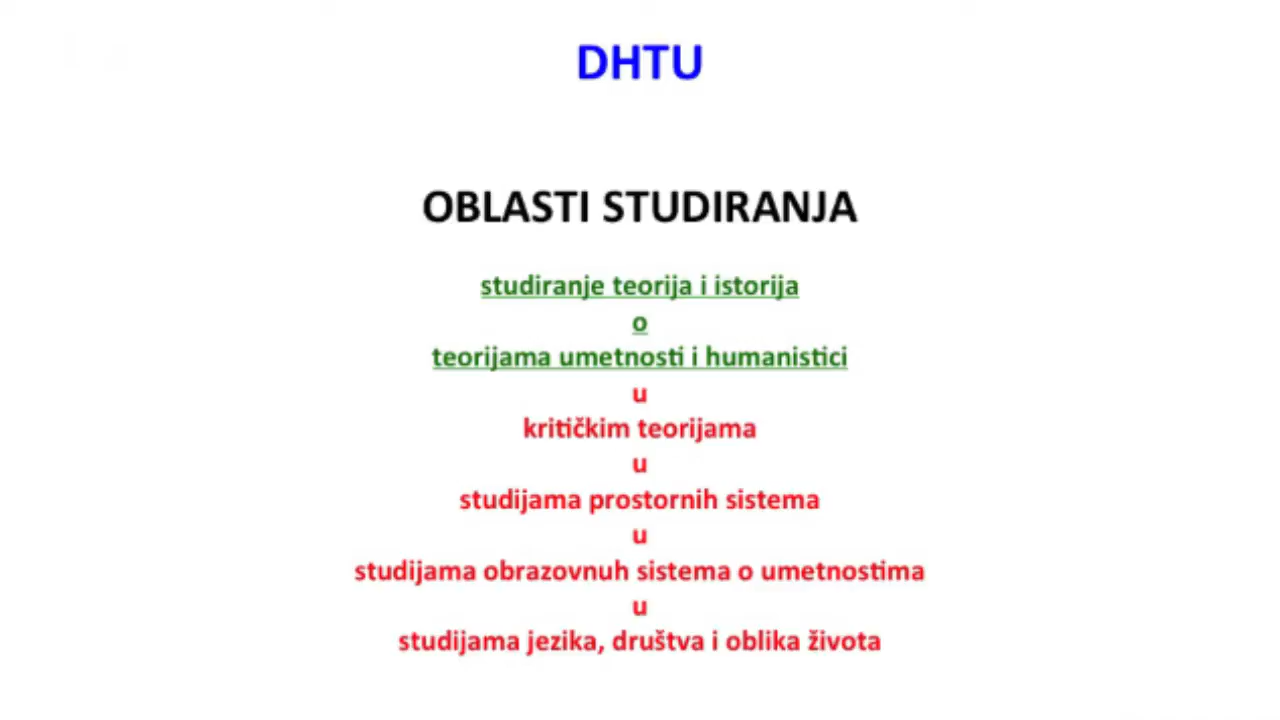 DHTU
OBLASTI STUDIRANJA
studiranje teorija i istorija
o
teorijama umetnosti i humanistici
u
kritičkim teorijama
u
studijama prostornih sistema
u
studijama obrazovnuh sistema o umetnostima
u
studijama jezika, društva i oblika života